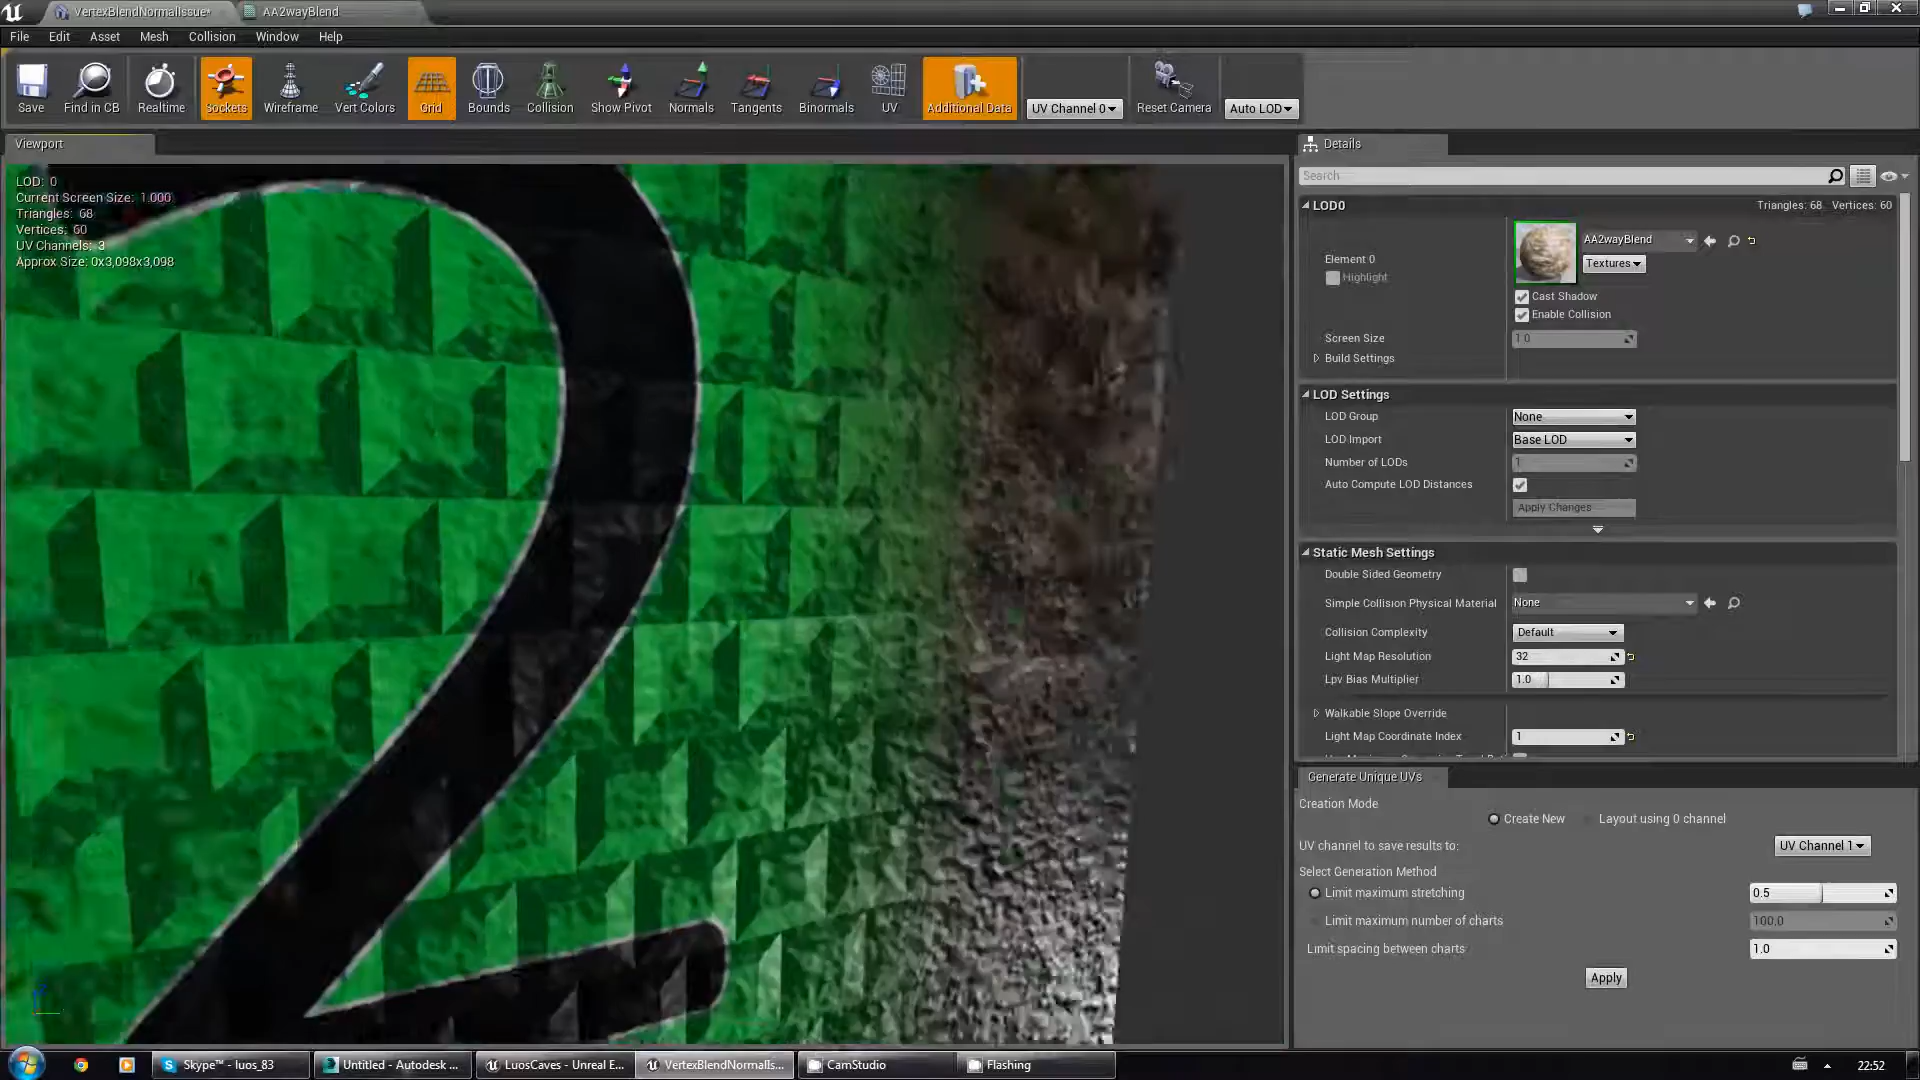 VertexBlendNormalIssue*
AA2wayBlend
File Edit Asset Mesh Collision Window Help
Save Find in CB Realtime Sockets Wireframe Vert Colors Grid Bounds Collision Show Pivot Normals Tangents Binormals UV Additional Data UV Channel 0 Reset Camera Auto LOD
Viewport
LOD: 0
Current Screen Size: 1.000
Triangles: 68
Vertices: 60
UV Channels: 3
Approx Size: 0x3,098x3,098
2
Details
Search
LOD0 Triangles: 68 Vertices: 60
Element 0
Highlight
AA2wayBlend
Textures
Cast Shadow
Enable Collision
Screen Size 1.0
Build Settings
LOD Settings
LOD Group None
LOD Import Base LOD
Number of LODs 1
Auto Compute LOD Distances
Apply Changes
Static Mesh Settings
Double Sided Geometry
Simple Collision Physical Material None
Collision Complexity Default
Light Map Resolution 32
Lpv Bias Multiplier 1.0
Walkable Slope Override
Light Map Coordinate Index 1
Generate Unique UVs
Creation Mode
Create New Layout using 0 channel
UV channel to save results to: UV Channel 1
Select Generation Method
Limit maximum stretching 0.5
Limit maximum number of charts 100.0
Limit spacing between charts 1.0
Apply
Skype™ - luos_83
Untitled - Autodesk ...
LuosCaves - Unreal E...
VertexBlendNormalIs...
CamStudio
Flashing
22:52